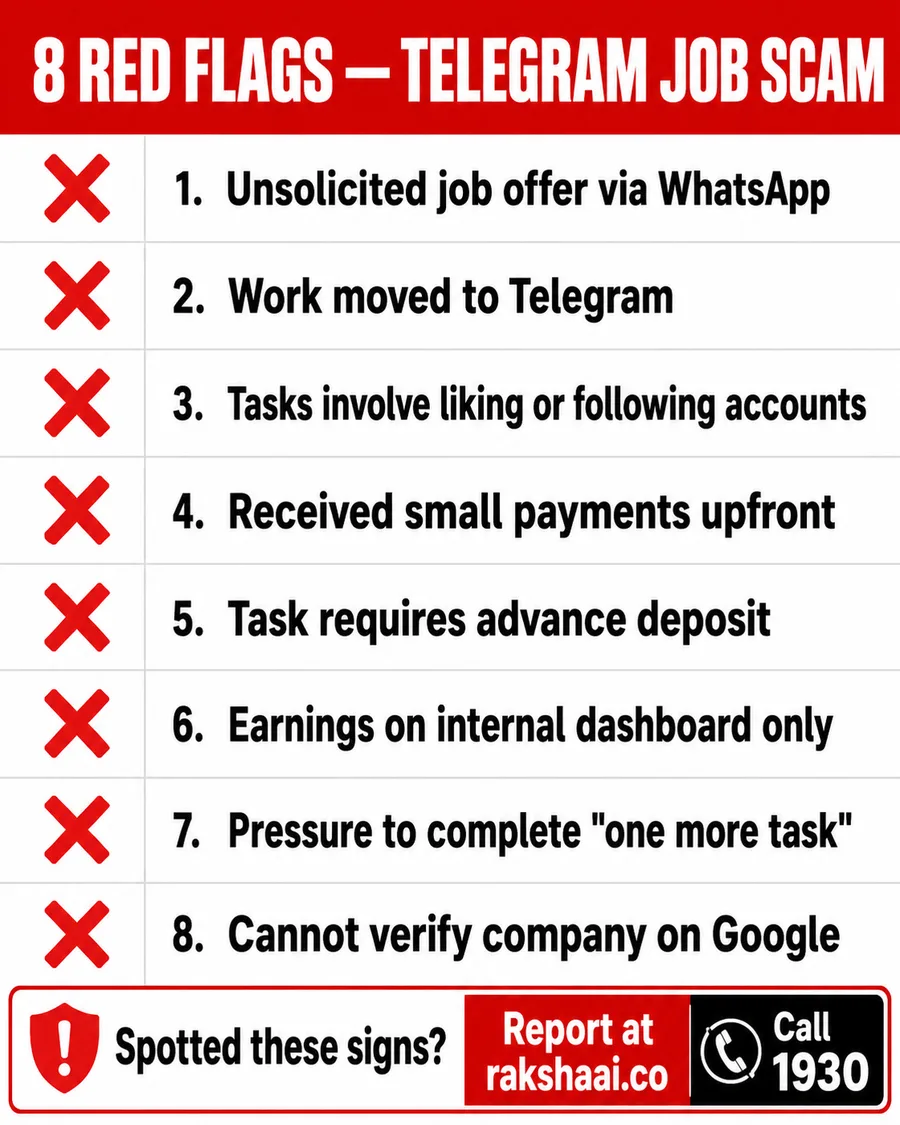 8 RED FLAGS — TELEGRAM JOB SCAM
1. Unsolicited job offer via WhatsApp
2. Work moved to Telegram
3. Tasks involve liking or following accounts
4. Received small payments upfront
5. Task requires advance deposit
6. Earnings on internal dashboard only
7. Pressure to complete "one more task"
8. Cannot verify company on Google
Spotted these signs?
Report at
rakshaai.co
Call
1930